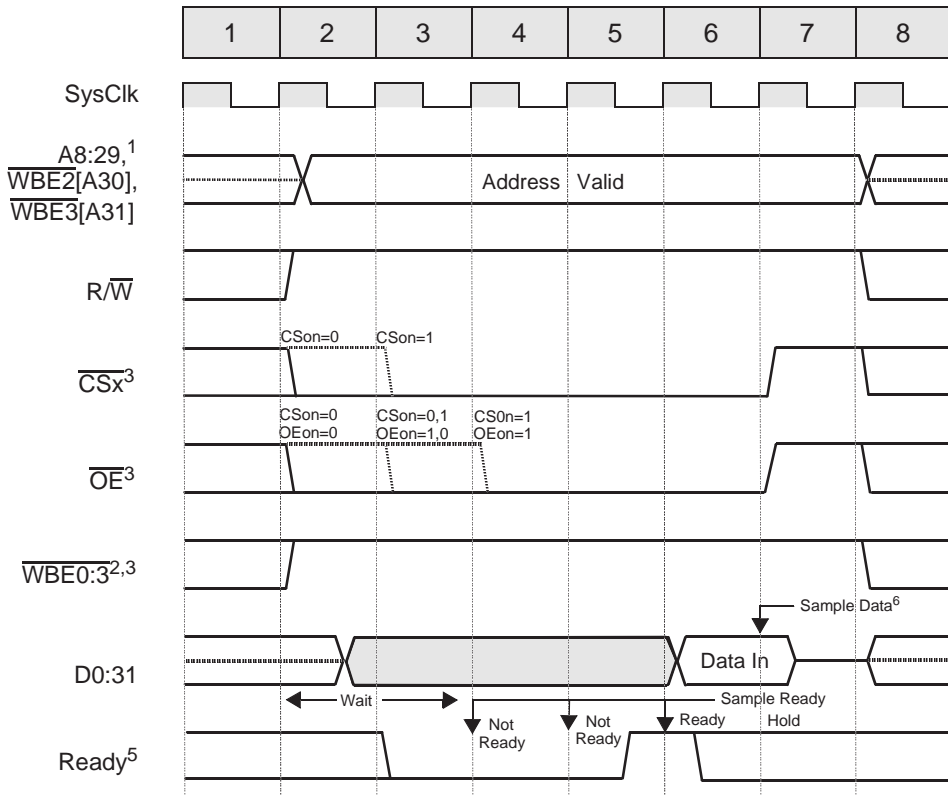 1 2 3 4 5 6 7 8
SysClk
A8:29,1
WBE2[A30],
WBE3[A31]
Address Valid
R/W
CSon=0 CSon=1
CSx3
CSon=0 CSon=0,1 CS0n=1
OEon=0 OEon=1,0 OEon=1
OE3
WBE0:32,3
Sample Data6
D0:31
Data In
Wait
Sample Ready
Not Ready
Not Ready
Ready
Hold
Ready5